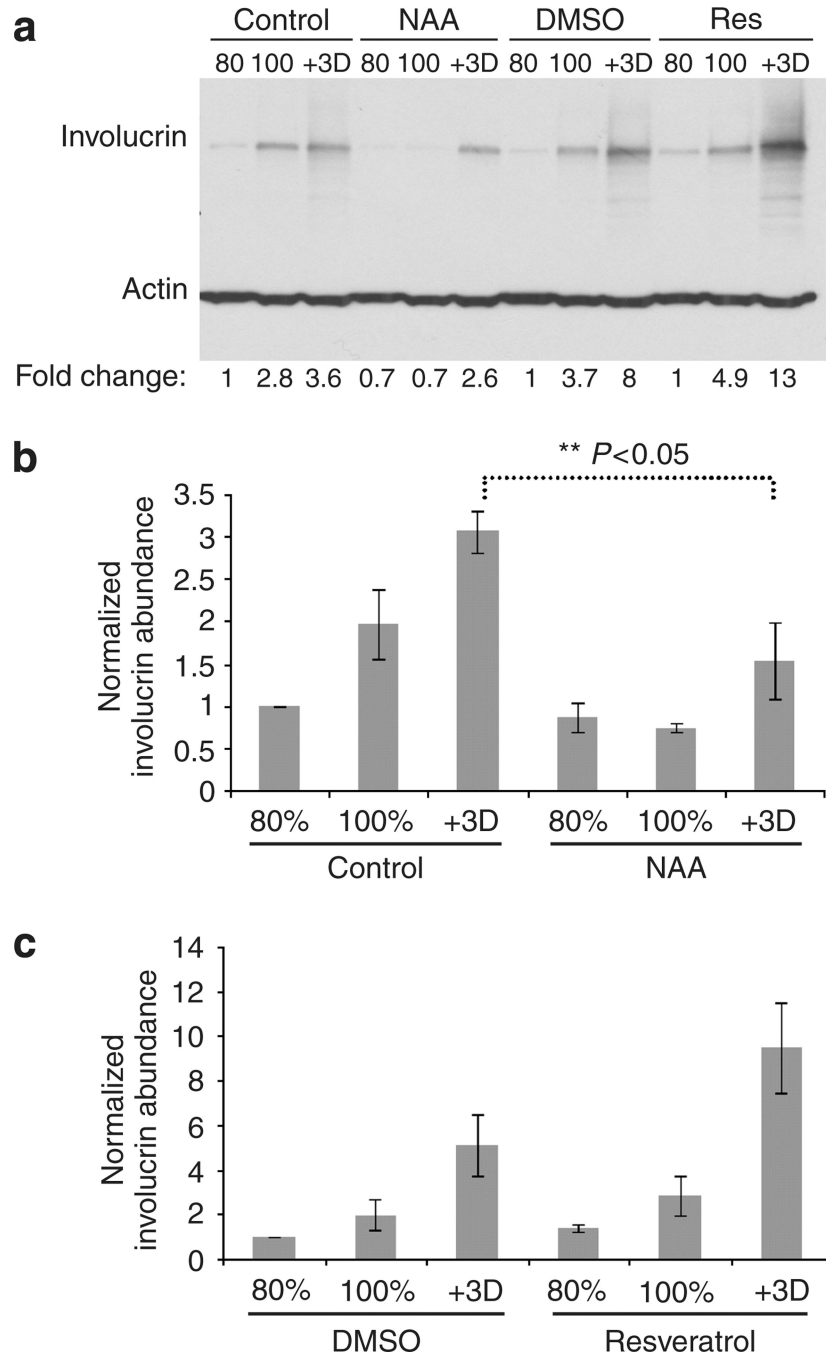 a
Control NAA DMSO Res
80 100 +3D 80 100 +3D 80 100 +3D 80 100 +3D
Involucrin
Actin
Fold change: 1 2.8 3.6 0.7 0.7 2.6 1 3.7 8 1 4.9 13
b
** P<0.05
Normalized
involucrin abundance
3.5
3
2.5
2
1.5
1
0.5
0
80% 100% +3D 80% 100% +3D
Control NAA
c
Normalized
involucrin abundance
14
12
10
8
6
4
2
0
80% 100% +3D 80% 100% +3D
DMSO Resveratrol